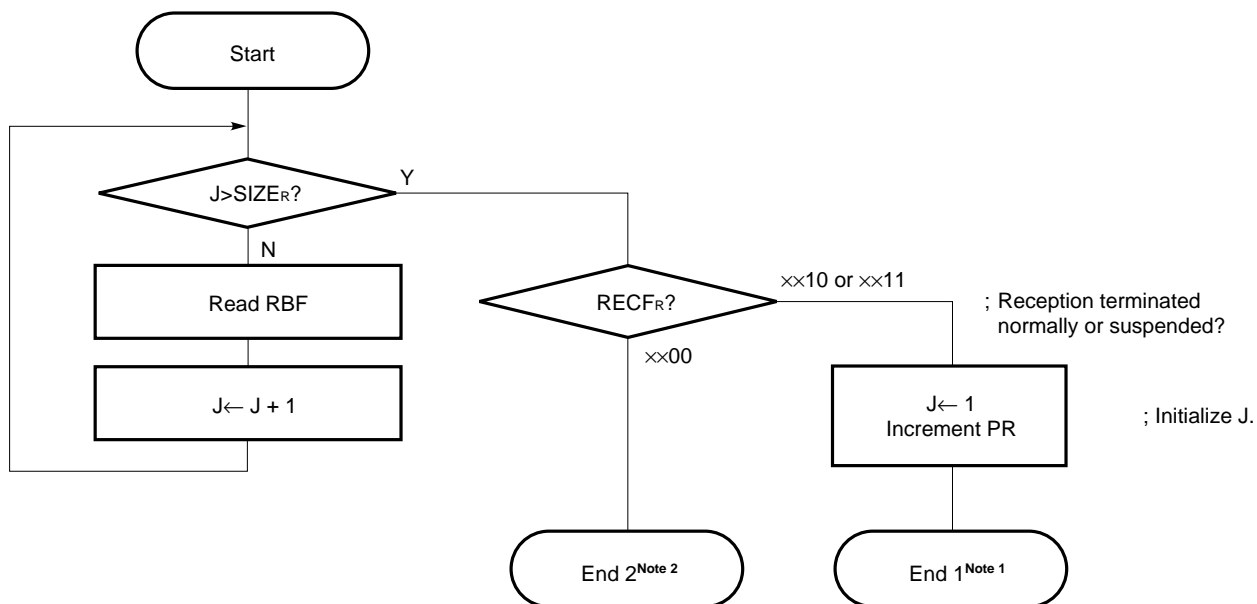 Start
J>SIZER?
Y
N
Read RBF
J← J + 1
RECFR?
××10 or ××11
; Reception terminated
normally or suspended?
××00
J← 1
Increment PR
; Initialize J.
End 2Note 2
End 1Note 1